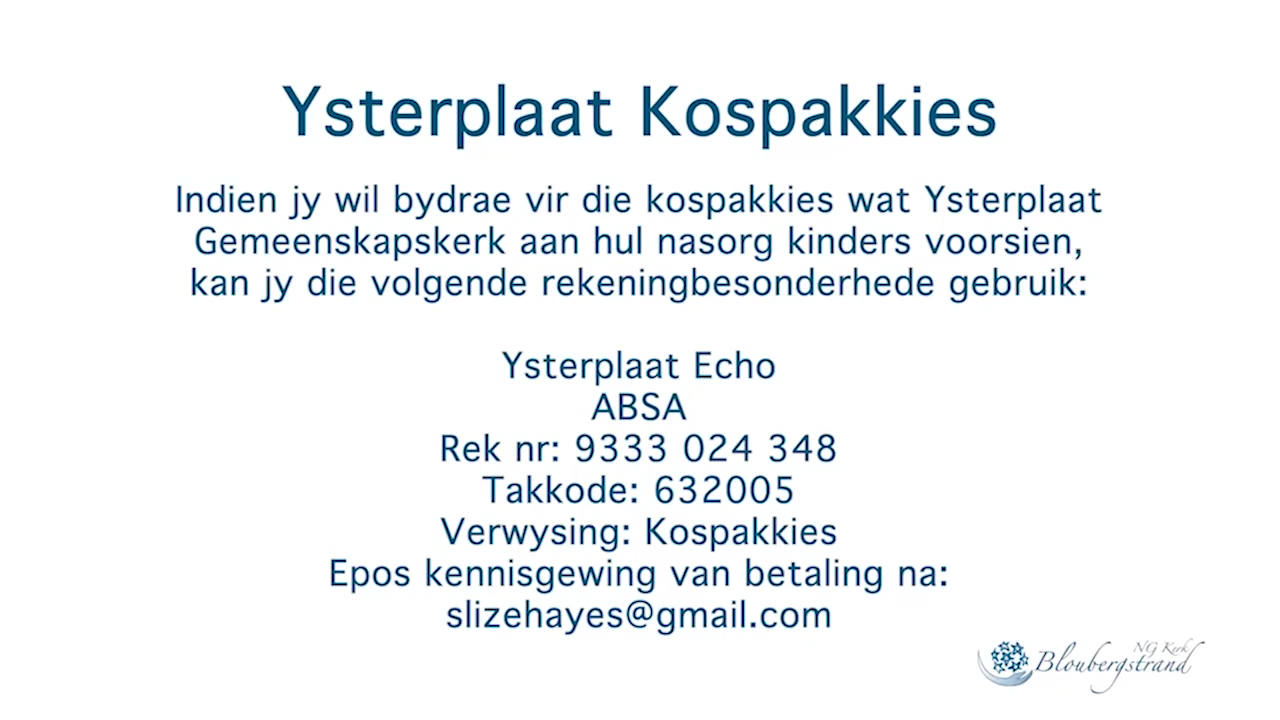 Ysterplaat Kospakkies
Indien jy wil bydrae vir die kospakkies wat Ysterplaat
Gemeenskapskerk aan hul nasorg kinders voorsien,
kan jy die volgende rekeningbesonderhede gebruik:
Ysterplaat Echo
ABSA
Rek nr: 9333 024 348
Takkode: 632005
Verwysing: Kospakkies
Epos kennisgewing van betaling na:
slizehayes@gmail.com
NG Kerk
Bloubergstrand